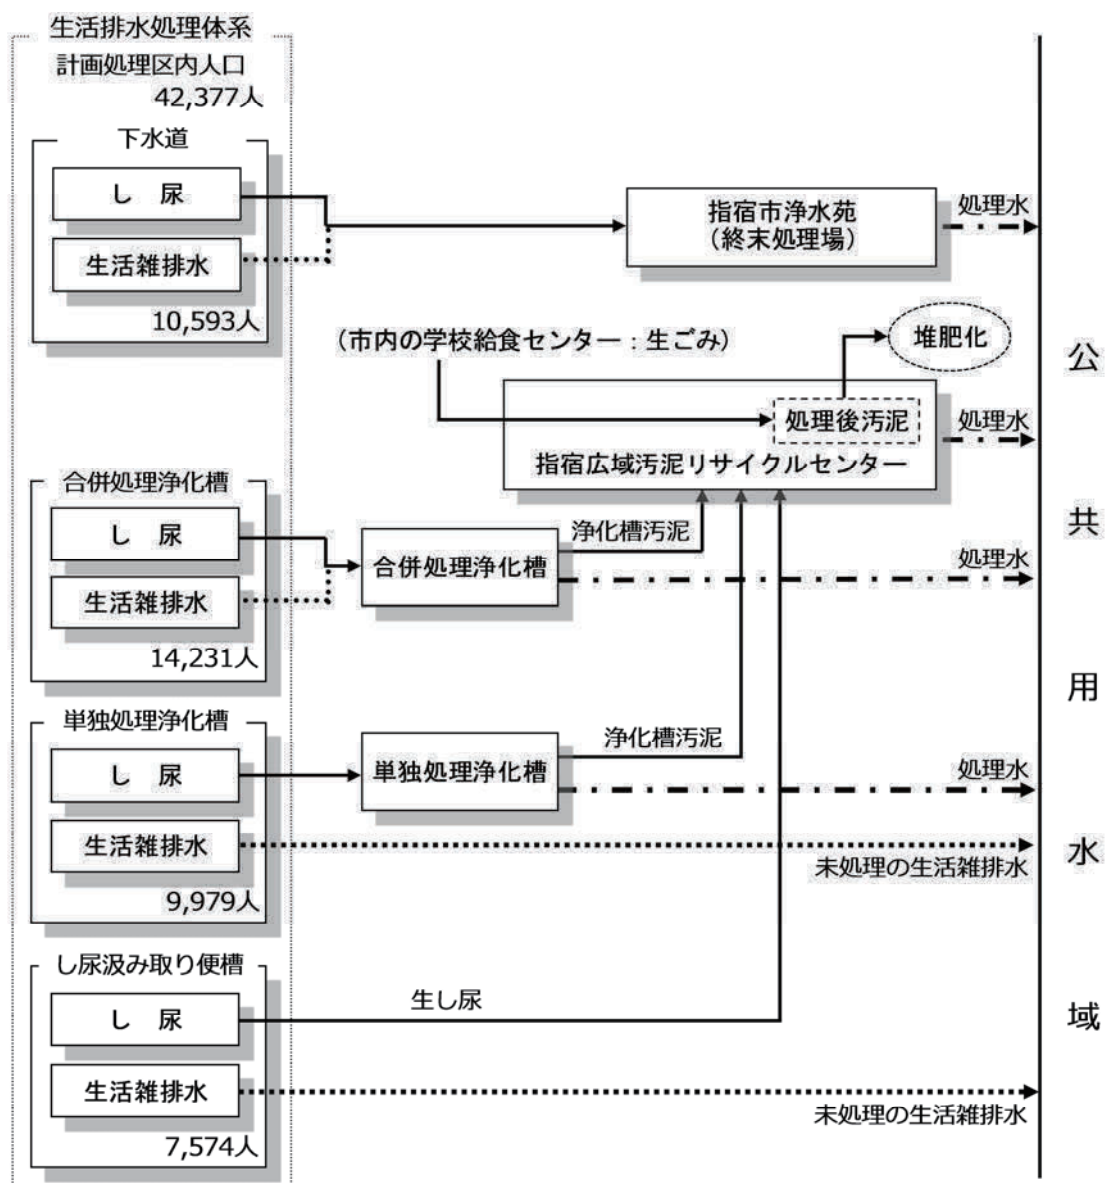 生活排水処理体系
計画処理区内人口
42,377人
下水道
し 尿
生活雑排水
10,593人
指宿市浄水苑
（終末処理場）
処理水
（市内の学校給食センター：生ごみ）
堆肥化
処理後汚泥
指宿広域汚泥リサイクルセンター
処理水
合併処理浄化槽
し 尿
生活雑排水
14,231人
合併処理浄化槽
浄化槽汚泥
処理水
単独処理浄化槽
し 尿
生活雑排水
9,979人
単独処理浄化槽
浄化槽汚泥
処理水
未処理の生活雑排水
し尿汲み取り便槽
し 尿
生活雑排水
7,574人
生し尿
未処理の生活雑排水
公共用水域